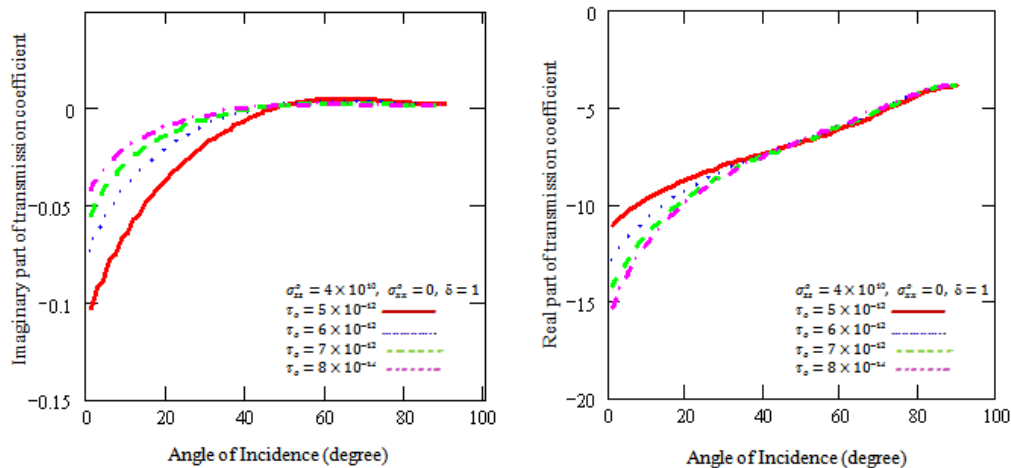 Imaginary part of transmission coefficient
0
−0.05
−0.1
−0.15
0 20 40 60 80 100
Angle of Incidence (degree)
= 4×10¹⁰, = 0, δ = 1
τₒ = 5×10⁻¹²
τₒ = 6×10⁻¹²
τₒ = 7×10⁻¹²
τₒ = 8×10⁻¹²
Real part of transmission coefficient
0
−5
−10
−15
−20
0 20 40 60 80 100
Angle of Incidence (degree)
= 4×10¹⁰, = 0, δ = 1
τₒ = 5×10⁻¹²
τₒ = 6×10⁻¹²
τₒ = 7×10⁻¹²
τₒ = 8×10⁻¹²